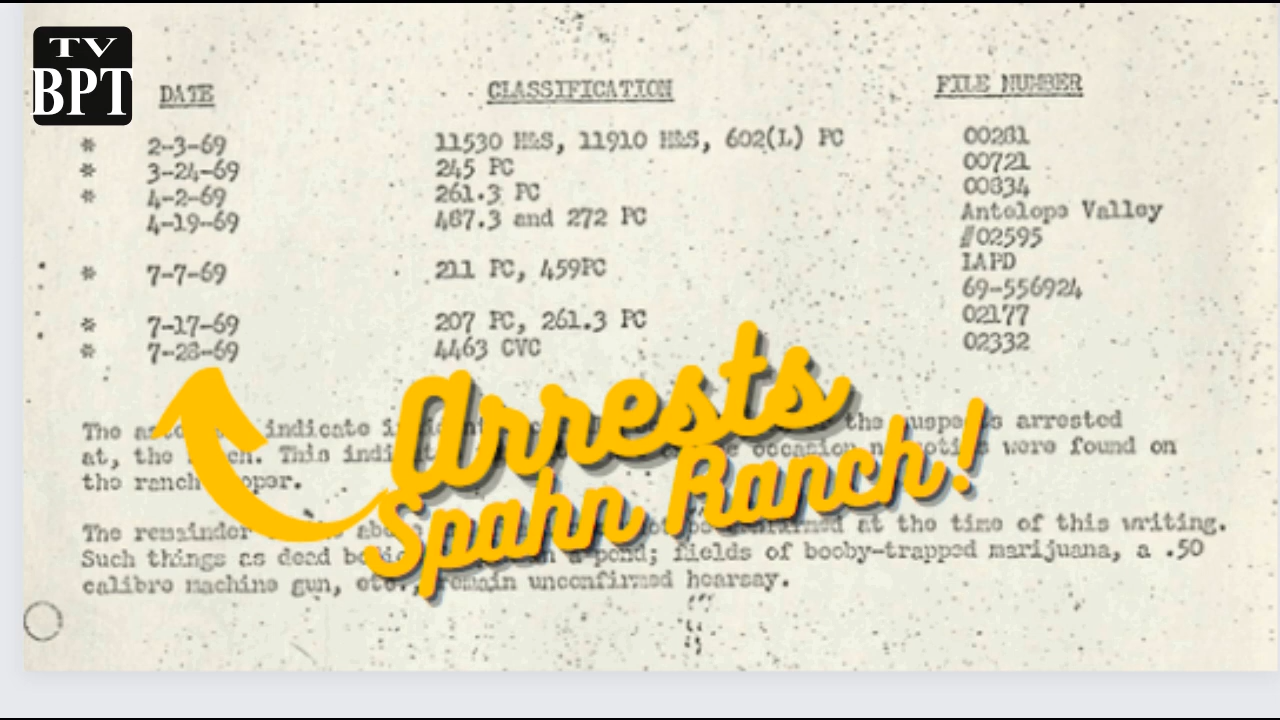 TV
BPT
DATE CLASSIFICATION FILE NUMBER
* 2-3-69 11530 H&S, 11910 H&S, 602(L) PC 00281
* 3-24-69 245 PC 00721
* 4-2-69 261.3 PC 00834
4-19-69 487.3 and 272 PC Antelope Valley
#02595
* 7-7-69 211 PC, 459PC LAPD
69-556924
* 7-17-69 207 PC, 261.3 PC 02177
* 7-28-69 4463 CVC 02332
Arrests
Spahn Ranch!
The indicate the suspects arrested
at, the This occasion narcotics were found on
the ranch
The remainder at the time of this writing.
Such things as dead a pond; fields of booby-trapped marijuana, a .50
calibre machine gun, etc., remain unconfirmed hearsay.